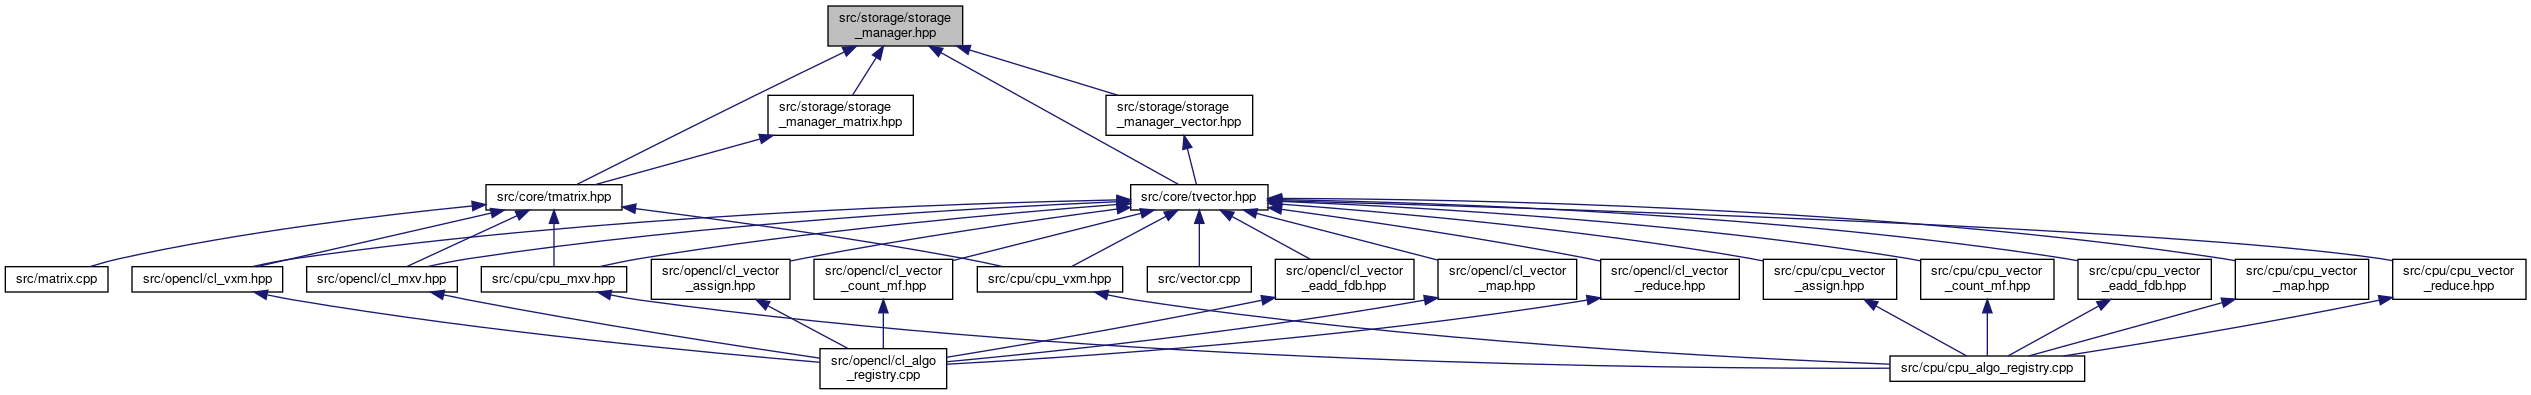 src/storage/storage
_manager.hpp
src/storage/storage
_manager_matrix.hpp
src/storage/storage
_manager_vector.hpp
src/core/tmatrix.hpp
src/core/tvector.hpp
src/matrix.cpp
src/opencl/cl_vxm.hpp
src/opencl/cl_mxv.hpp
src/cpu/cpu_mxv.hpp
src/opencl/cl_vector
_assign.hpp
src/opencl/cl_vector
_count_mf.hpp
src/cpu/cpu_vxm.hpp
src/vector.cpp
src/opencl/cl_vector
_eadd_fdb.hpp
src/opencl/cl_vector
_map.hpp
src/opencl/cl_vector
_reduce.hpp
src/cpu/cpu_vector
_assign.hpp
src/cpu/cpu_vector
_count_mf.hpp
src/cpu/cpu_vector
_eadd_fdb.hpp
src/cpu/cpu_vector
_map.hpp
src/cpu/cpu_vector
_reduce.hpp
src/opencl/cl_algo
_registry.cpp
src/cpu/cpu_algo_registry.cpp